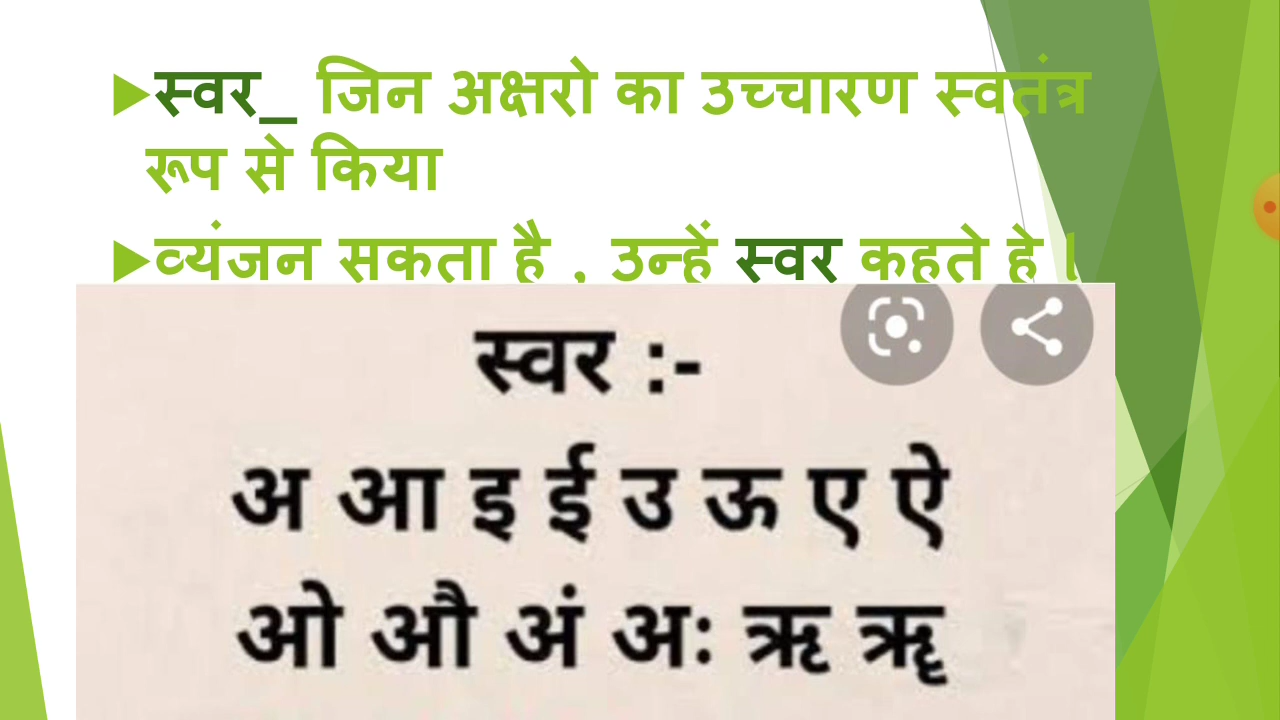 स्वर_ जिन अक्षरो का उच्चारण स्वतंत्र
रूप से किया
व्यंजन सकता है , उन्हें स्वर कहते हे ।
स्वर :-
अ आ इ ई उ ऊ ए ऐ
ओ औ अं अः ऋ ॠ